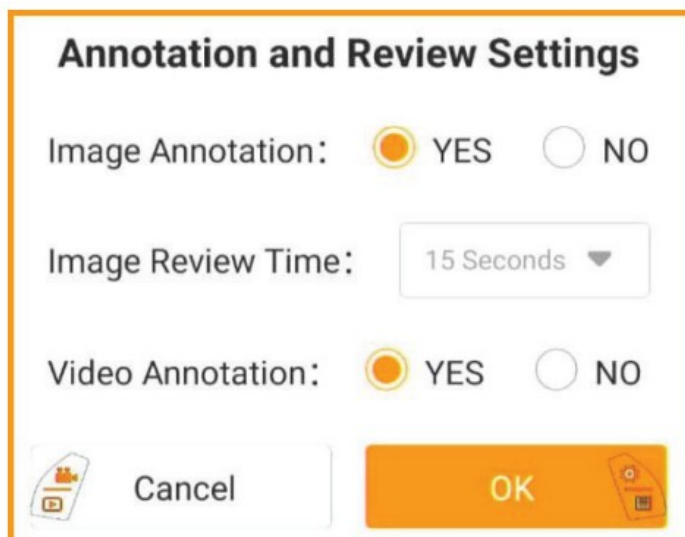 Annotation and Review Settings
Image Annotation: YES NO
Image Review Time: 15 Seconds
Video Annotation: YES NO
Cancel OK